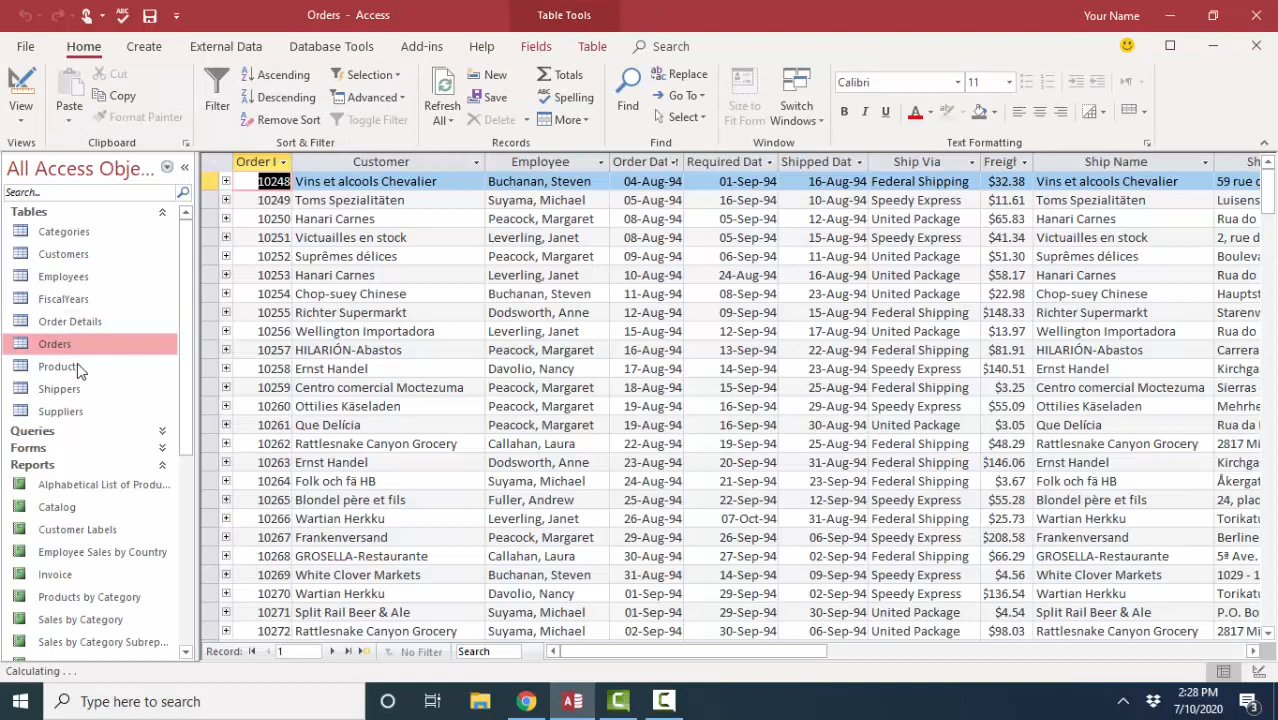 Orders - Access
Table Tools
Your Name
File Home Create External Data Database Tools Add-ins Help Fields Table Search
View
Views
Paste
Cut
Copy
Format Painter
Clipboard
Filter
Ascending
Descending
Remove Sort
Selection
Advanced
Toggle Filter
Sort & Filter
Refresh All
New
Save
Delete
Totals
Spelling
More
Records
Find
Replace
Go To
Select
Find
Size to Fit Form
Switch Windows
Window
Calibri 11
B I U A
Text Formatting
All Access Obje...
Search...
Tables
Categories
Customers
Employees
FiscalYears
Order Details
Orders
Product
Shippers
Suppliers
Queries
Forms
Reports
Alphabetical List of Produ...
Catalog
Customer Labels
Employee Sales by Country
Invoice
Products by Category
Sales by Category
Sales by Category Subrep...
Order I Customer Employee Order Dat Required Dat Shipped Dat Ship Via Freigl Ship Name Sh
10248 Vins et alcools Chevalier Buchanan, Steven 04-Aug-94 01-Sep-94 16-Aug-94 Federal Shipping $32.38 Vins et alcools Chevalier 59 rue c
10249 Toms Spezialitäten Suyama, Michael 05-Aug-94 16-Sep-94 10-Aug-94 Speedy Express $11.61 Toms Spezialitäten Luisens
10250 Hanari Carnes Peacock, Margaret 08-Aug-94 05-Sep-94 12-Aug-94 United Package $65.83 Hanari Carnes Rua do
10251 Victuailles en stock Leverling, Janet 08-Aug-94 05-Sep-94 15-Aug-94 Speedy Express $41.34 Victuailles en stock 2, rue d
10252 Suprêmes délices Peacock, Margaret 09-Aug-94 06-Sep-94 11-Aug-94 United Package $51.30 Suprêmes délices Boulev
10253 Hanari Carnes Leverling, Janet 10-Aug-94 24-Aug-94 16-Aug-94 United Package $58.17 Hanari Carnes Rua do
10254 Chop-suey Chinese Buchanan, Steven 11-Aug-94 08-Sep-94 23-Aug-94 United Package $22.98 Chop-suey Chinese Haupts
10255 Richter Supermarkt Dodsworth, Anne 12-Aug-94 09-Sep-94 15-Aug-94 Federal Shipping $148.33 Richter Supermarkt Starenw
10256 Wellington Importadora Leverling, Janet 15-Aug-94 12-Sep-94 17-Aug-94 United Package $13.97 Wellington Importadora Rua do
10257 HILARIÓN-Abastos Peacock, Margaret 16-Aug-94 13-Sep-94 22-Aug-94 Federal Shipping $81.91 HILARIÓN-Abastos Carrera
10258 Ernst Handel Davolio, Nancy 17-Aug-94 14-Sep-94 23-Aug-94 Speedy Express $140.51 Ernst Handel Kirchga
10259 Centro comercial Moctezuma Peacock, Margaret 18-Aug-94 15-Sep-94 25-Aug-94 Federal Shipping $3.25 Centro comercial Moctezuma Sierras
10260 Ottilies Käseladen Peacock, Margaret 19-Aug-94 16-Sep-94 29-Aug-94 Speedy Express $55.09 Ottilies Käseladen Mehrhe
10261 Que Delícia Peacock, Margaret 19-Aug-94 16-Sep-94 30-Aug-94 United Package $3.05 Que Delícia Rua da
10262 Rattlesnake Canyon Grocery Callahan, Laura 22-Aug-94 19-Sep-94 25-Aug-94 Federal Shipping $48.29 Rattlesnake Canyon Grocery 2817 Mi
10263 Ernst Handel Dodsworth, Anne 23-Aug-94 20-Sep-94 31-Aug-94 Federal Shipping $146.06 Ernst Handel Kirchga
10264 Folk och fä HB Suyama, Michael 24-Aug-94 21-Sep-94 23-Sep-94 Federal Shipping $3.67 Folk och fä HB Åkergat
10265 Blondel père et fils Fuller, Andrew 25-Aug-94 22-Sep-94 12-Sep-94 Speedy Express $55.28 Blondel père et fils 24, plac
10266 Wartian Herkku Leverling, Janet 26-Aug-94 07-Oct-94 31-Aug-94 Federal Shipping $25.73 Wartian Herkku Torikatu
10267 Frankenversand Peacock, Margaret 29-Aug-94 26-Sep-94 06-Sep-94 Speedy Express $208.58 Frankenversand Berline
10268 GROSELLA-Restaurante Callahan, Laura 30-Aug-94 27-Sep-94 02-Sep-94 Federal Shipping $66.29 GROSELLA-Restaurante 5ª Ave.
10269 White Clover Markets Buchanan, Steven 31-Aug-94 14-Sep-94 09-Sep-94 Speedy Express $4.56 White Clover Markets 1029 - 1
10270 Wartian Herkku Davolio, Nancy 01-Sep-94 29-Sep-94 02-Sep-94 Speedy Express $136.54 Wartian Herkku Torikatu
10271 Split Rail Beer & Ale Suyama, Michael 01-Sep-94 29-Sep-94 30-Sep-94 United Package $4.54 Split Rail Beer & Ale P.O. Bo
10272 Rattlesnake Canyon Grocery Suyama, Michael 02-Sep-94 30-Sep-94 06-Sep-94 United Package $98.03 Rattlesnake Canyon Grocery 2817 Mi
Record: 1 No Filter Search
Calculating . . .
Type here to search
2:28 PM
7/10/2020
3